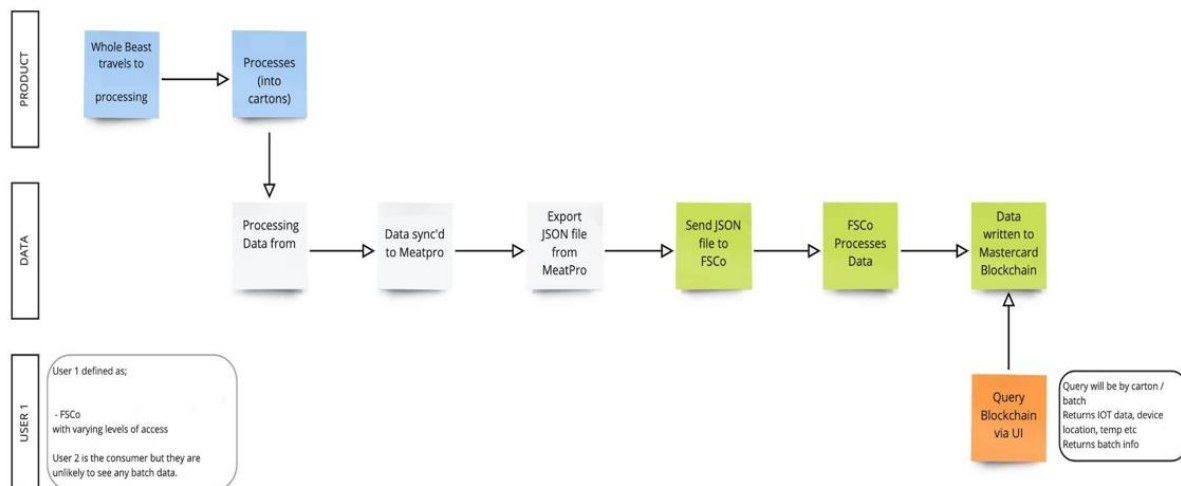 PRODUCT
Whole Beast
travels to
processing
Processes
(into
cartons)
DATA
Processing
Data from
Data sync'd
to Meatpro
Export
JSON file
from
MeatPro
Send JSON
file to
FSCo
FSCo
Processes
Data
Data
written to
Mastercard
Blockchain
USER 1
User 1 defined as;
- FSCo
with varying levels of access
User 2 is the consumer but they are
unlikely to see any batch data.
Query
Blockchain
via UI
Query will be by carton /
batch
Returns IOT data, device
location, temp etc
Returns batch info